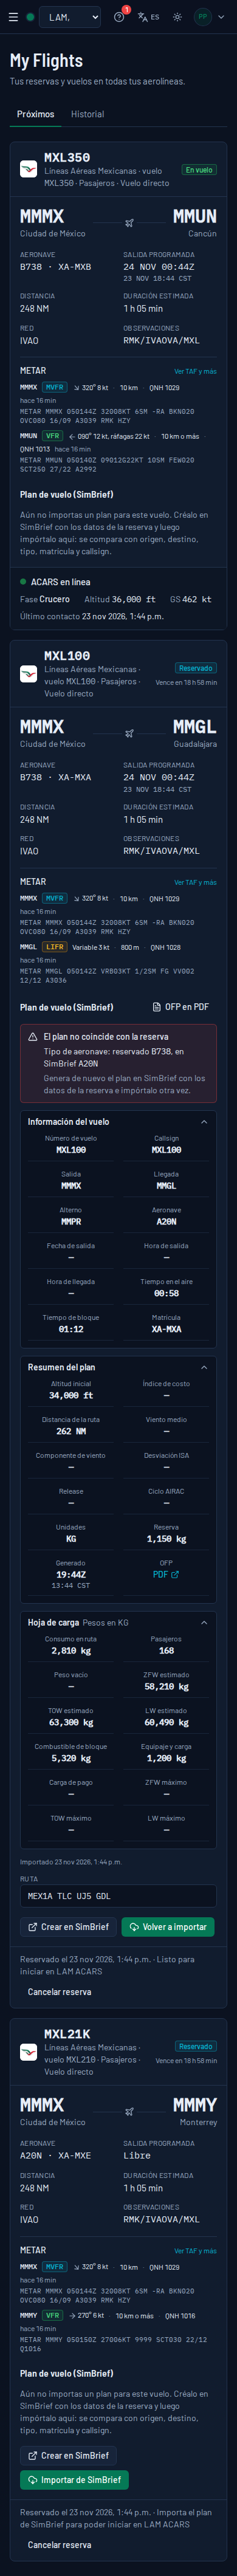 LAM,
1
ES
PP
My Flights
Tus reservas y vuelos en todas tus aerolíneas.
Próximos
Historial
MXL350
Líneas Aéreas Mexicanas · vuelo
MXL350 · Pasajeros · Vuelo directo
En vuelo
MMMX
MMUN
Ciudad de México
Cancún
AERONAVE
SALIDA PROGRAMADA
B738 · XA-MXB
24 NOV 00:44Z
23 NOV 18:44 CST
DISTANCIA
DURACIÓN ESTIMADA
248 NM
1 h 05 min
RED
OBSERVACIONES
IVAO
RMK/IVAOVA/MXL
METAR
Ver TAF y más
MMMX MVFR ↘ 320° 8 kt · 10 km · QNH 1029
hace 16 min
METAR MMMX 050144Z 32008KT 6SM -RA BKN020
OVC080 16/09 A3039 RMK HZY
MMUN VFR ← 090° 12 kt, ráfagas 22 kt · 10 km o más ·
QNH 1013 hace 16 min
METAR MMUN 050140Z 09012G22KT 10SM FEW020
SCT250 27/22 A2992
Plan de vuelo (SimBrief)
Aún no importas un plan para este vuelo. Créalo en
SimBrief con los datos de la reserva y luego
impórtalo aquí: se compara con origen, destino,
tipo, matrícula y callsign.
ACARS en línea
Fase Crucero
Altitud 36,000 ft
GS 462 kt
Último contacto 23 nov 2026, 1:44 p.m.
MXL100
Líneas Aéreas Mexicanas ·
vuelo MXL100 · Pasajeros ·
Vuelo directo
Reservado
Vence en 18 h 58 min
MMMX
MMGL
Ciudad de México
Guadalajara
AERONAVE
SALIDA PROGRAMADA
B738 · XA-MXA
24 NOV 00:44Z
23 NOV 18:44 CST
DISTANCIA
DURACIÓN ESTIMADA
248 NM
1 h 05 min
RED
OBSERVACIONES
IVAO
RMK/IVAOVA/MXL
METAR
Ver TAF y más
MMMX MVFR ↘ 320° 8 kt · 10 km · QNH 1029
hace 16 min
METAR MMMX 050144Z 32008KT 6SM -RA BKN020
OVC080 16/09 A3039 RMK HZY
MMGL LIFR Variable 3 kt · 800 m · QNH 1028
hace 16 min
METAR MMGL 050142Z VRB03KT 1/2SM FG VV002
12/12 A3036
Plan de vuelo (SimBrief)
OFP en PDF
El plan no coincide con la reserva
Tipo de aeronave: reservado B738, en
SimBrief A20N
Genera de nuevo el plan en SimBrief con los
datos de la reserva e impórtalo otra vez.
Información del vuelo
Número de vuelo
Callsign
MXL100
MXL100
Salida
Llegada
MMMX
MMGL
Alterno
Aeronave
MMPR
A20N
Fecha de salida
Hora de salida
—
—
Hora de llegada
Tiempo en el aire
—
00:58
Tiempo de bloque
Matrícula
01:12
XA-MXA
Resumen del plan
Altitud inicial
Índice de costo
34,000 ft
—
Distancia de la ruta
Viento medio
262 NM
—
Componente de viento
Desviación ISA
—
—
Release
Ciclo AIRAC
—
—
Unidades
Reserva
KG
1,150 kg
Generado
OFP
19:44Z
PDF
13:44 CST
Hoja de carga Pesos en KG
Consumo en ruta
Pasajeros
2,810 kg
168
Peso vacío
ZFW estimado
—
58,210 kg
TOW estimado
LW estimado
63,300 kg
60,490 kg
Combustible de bloque
Equipaje y carga
5,320 kg
1,200 kg
Carga de pago
ZFW máximo
—
—
TOW máximo
LW máximo
—
—
Importado 23 nov 2026, 1:44 p.m.
RUTA
MEX1A TLC UJ5 GDL
Crear en SimBrief
Volver a importar
Reservado el 23 nov 2026, 1:44 p.m. · Listo para
iniciar en LAM ACARS
Cancelar reserva
MXL21K
Líneas Aéreas Mexicanas ·
vuelo MXL210 · Pasajeros ·
Vuelo directo
Reservado
Vence en 18 h 58 min
MMMX
MMMY
Ciudad de México
Monterrey
AERONAVE
SALIDA PROGRAMADA
A20N · XA-MXE
Libre
DISTANCIA
DURACIÓN ESTIMADA
248 NM
1 h 05 min
RED
OBSERVACIONES
IVAO
RMK/IVAOVA/MXL
METAR
Ver TAF y más
MMMX MVFR ↘ 320° 8 kt · 10 km · QNH 1029
hace 16 min
METAR MMMX 050144Z 32008KT 6SM -RA BKN020
OVC080 16/09 A3039 RMK HZY
MMMY VFR → 270° 6 kt · 10 km o más · QNH 1016
hace 16 min
METAR MMMY 050150Z 27006KT 9999 SCT030 22/12
Q1016
Plan de vuelo (SimBrief)
Aún no importas un plan para este vuelo. Créalo en
SimBrief con los datos de la reserva y luego
impórtalo aquí: se compara con origen, destino,
tipo, matrícula y callsign.
Crear en SimBrief
Importar de SimBrief
Reservado el 23 nov 2026, 1:44 p.m. · Importa el plan
de SimBrief para poder iniciar en LAM ACARS
Cancelar reserva